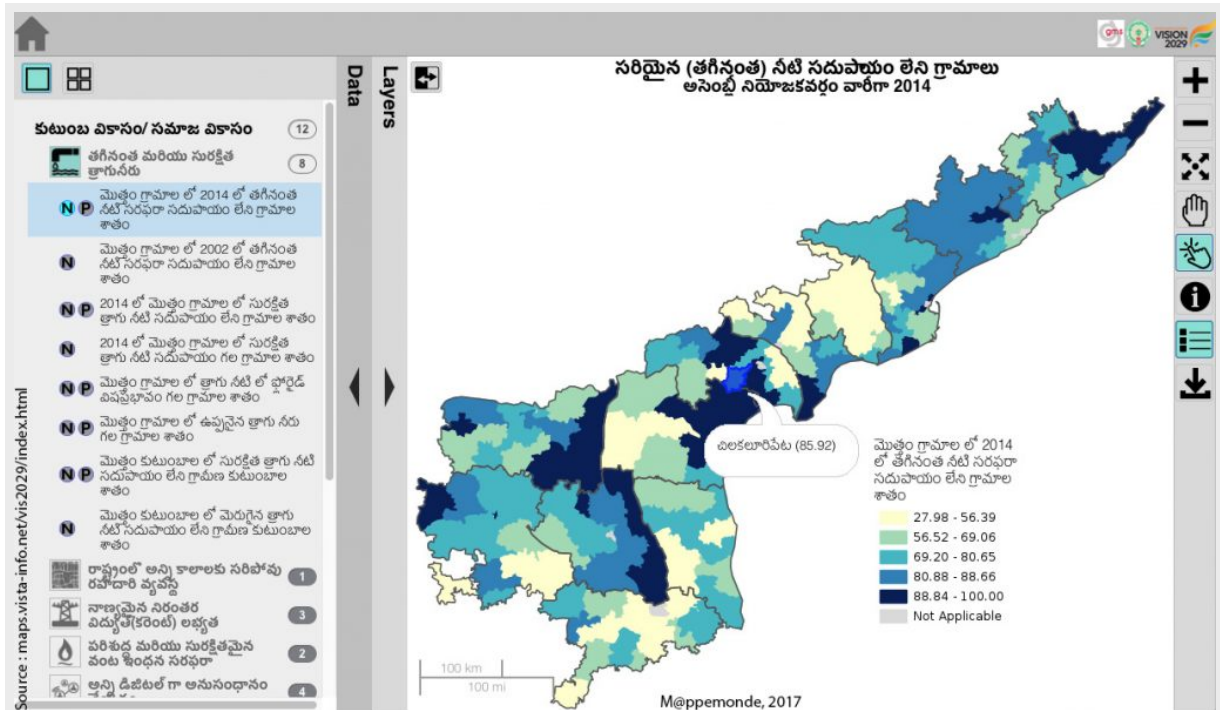 gms
VISION
2029
Data
Layers
కుటుంబ వికాసం/ సమాజ వికాసం
12
తగినంత మరియు సురక్షిత
త్రాగునీరు
8
N P
మొత్తం గ్రామాల లో 2014 లో తగినంత
నీటి సరఫరా సదుపాయం లేని గ్రామాల
శాతం
N
మొత్తం గ్రామాల లో 2002 లో తగినంత
నీటి సరఫరా సదుపాయం లేని గ్రామాల
శాతం
N P
2014 లో మొత్తం గ్రామాల లో సురక్షిత
త్రాగు నీటి సదుపాయం లేని గ్రామాల శాతం
N
2014 లో మొత్తం గ్రామాల లో సురక్షిత
త్రాగు నీటి సదుపాయం గల గ్రామాల శాతం
N P
మొత్తం గ్రామాల లో త్రాగు నీటి లో ఫ్లోరైడ్
విషప్రభావం గల గ్రామాల శాతం
N P
మొత్తం గ్రామాల లో ఉప్పనైన త్రాగు నీరు
గల గ్రామాల శాతం
N P
మొత్తం కుటుంబాల లో సురక్షిత త్రాగు నీటి
సదుపాయం లేని గ్రామీణ కుటుంబాల
శాతం
N
మొత్తం కుటుంబాల లో మెరుగైన త్రాగు
నీటి సదుపాయం లేని గ్రామీణ కుటుంబాల
శాతం
రాష్ట్రంలో అన్ని కాలాలకు సరిపోవు
రహదారి వ్యవస్థ
1
నాణ్యమైన నిరంతర
విద్యుత్(కరెంట్) లభ్యత
3
పరిశుద్ధ మరియు సురక్షితమైన
వంట ఇంధన సరఫరా
2
అన్ని డిజిటల్ గా అనుసంధానం
4
Source : maps.vista-info.net/vis2029/index.html
సరియైన (తగినంత) నీటి సదుపాయం లేని గ్రామాలు
అసెంబ్లీ నియోజకవర్గం వారీగా 2014
చిలకలూరిపేట (85.92)
మొత్తం గ్రామాల లో 2014
లో తగినంత నీటి సరఫరా
సదుపాయం లేని గ్రామాల
శాతం
27.98 - 56.39
56.52 - 69.06
69.20 - 80.65
80.88 - 88.66
88.84 - 100.00
Not Applicable
100 km
100 mi
M@ppemonde, 2017